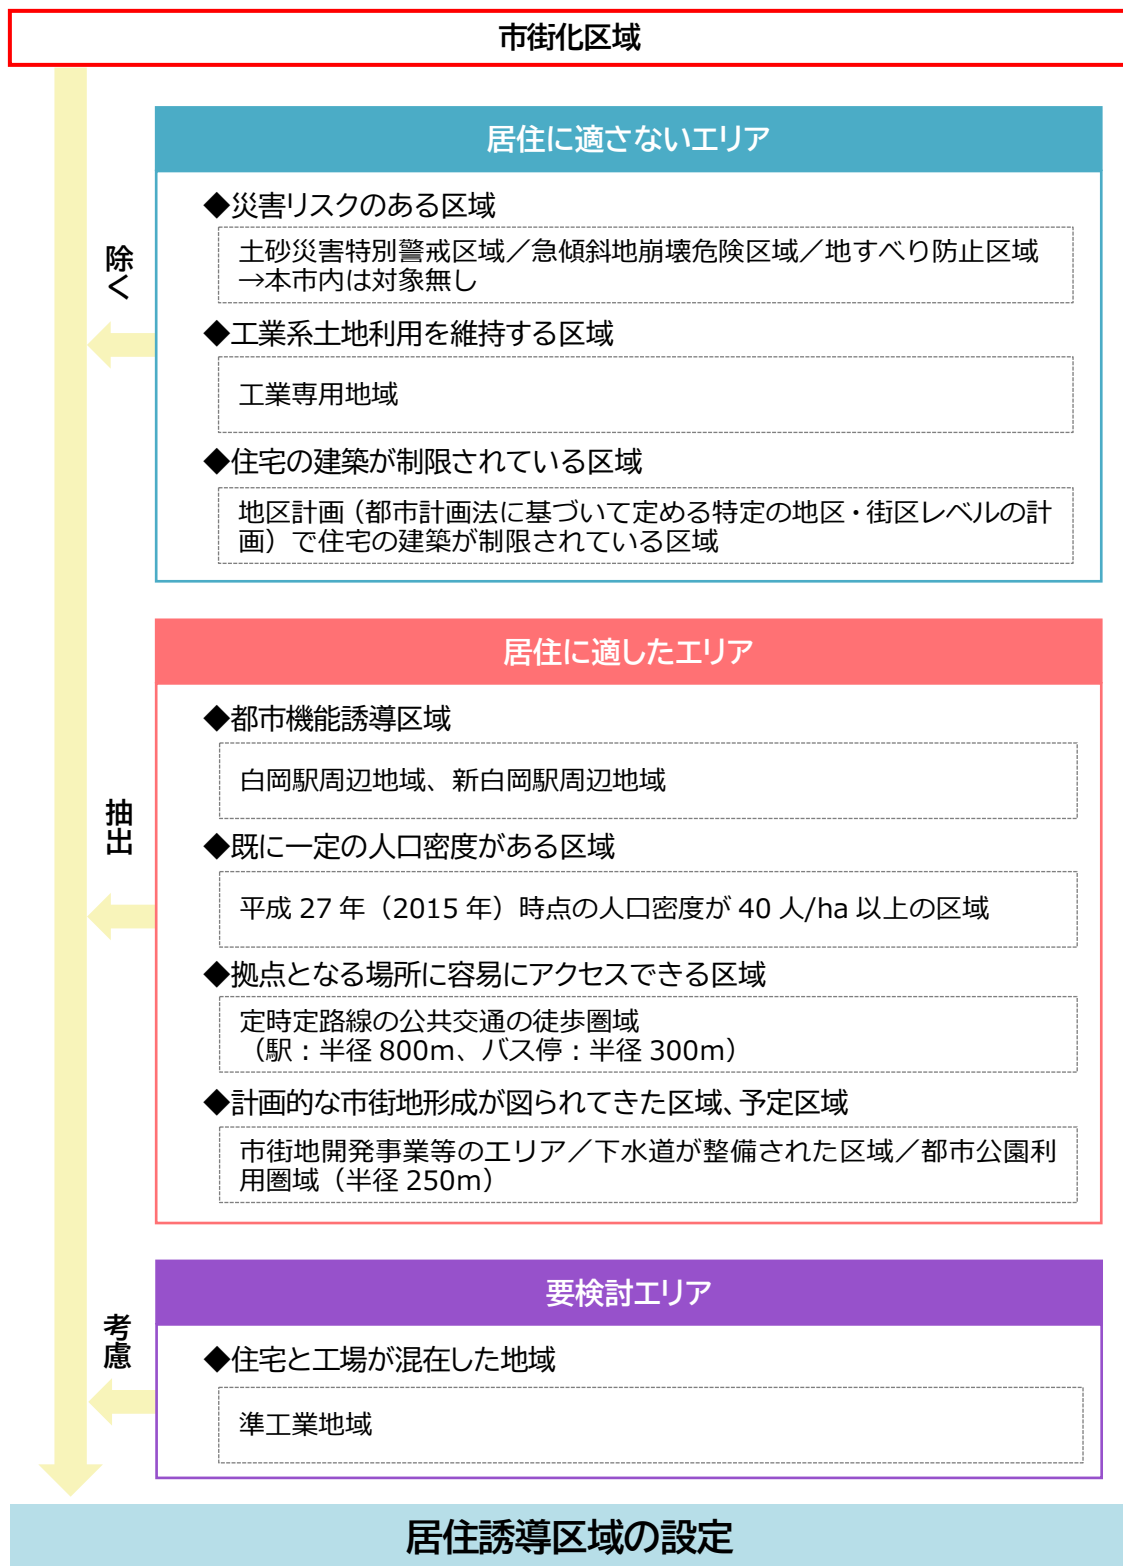 市街化区域
居住に適さないエリア
除く
◆災害リスクのある区域
土砂災害特別警戒区域／急傾斜地崩壊危険区域／地すべり防止区域
→本市内は対象無し
◆工業系土地利用を維持する区域
工業専用地域
◆住宅の建築が制限されている区域
地区計画（都市計画法に基づいて定める特定の地区・街区レベルの計
画）で住宅の建築が制限されている区域
居住に適したエリア
抽出
◆都市機能誘導区域
白岡駅周辺地域、新白岡駅周辺地域
◆既に一定の人口密度がある区域
平成 27 年（2015 年）時点の人口密度が 40 人/ha 以上の区域
◆拠点となる場所に容易にアクセスできる区域
定時定路線の公共交通の徒歩圏域
（駅：半径 800m、バス停：半径 300m）
◆計画的な市街地形成が図られてきた区域、予定区域
市街地開発事業等のエリア／下水道が整備された区域／都市公園利
用圏域（半径 250m）
要検討エリア
考慮
◆住宅と工場が混在した地域
準工業地域
居住誘導区域の設定